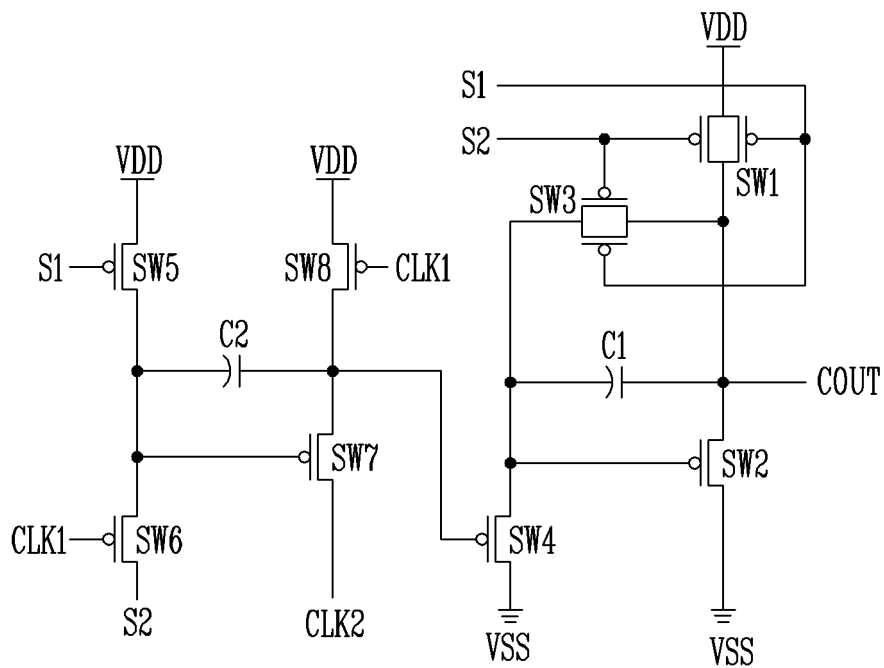 VDD
S1
S2
SW1
VDD
VDD
SW3
S1
SW5
SW8
CLK1
C2
C1
COUT
SW7
SW2
CLK1
SW6
SW4
S2
CLK2
VSS
VSS